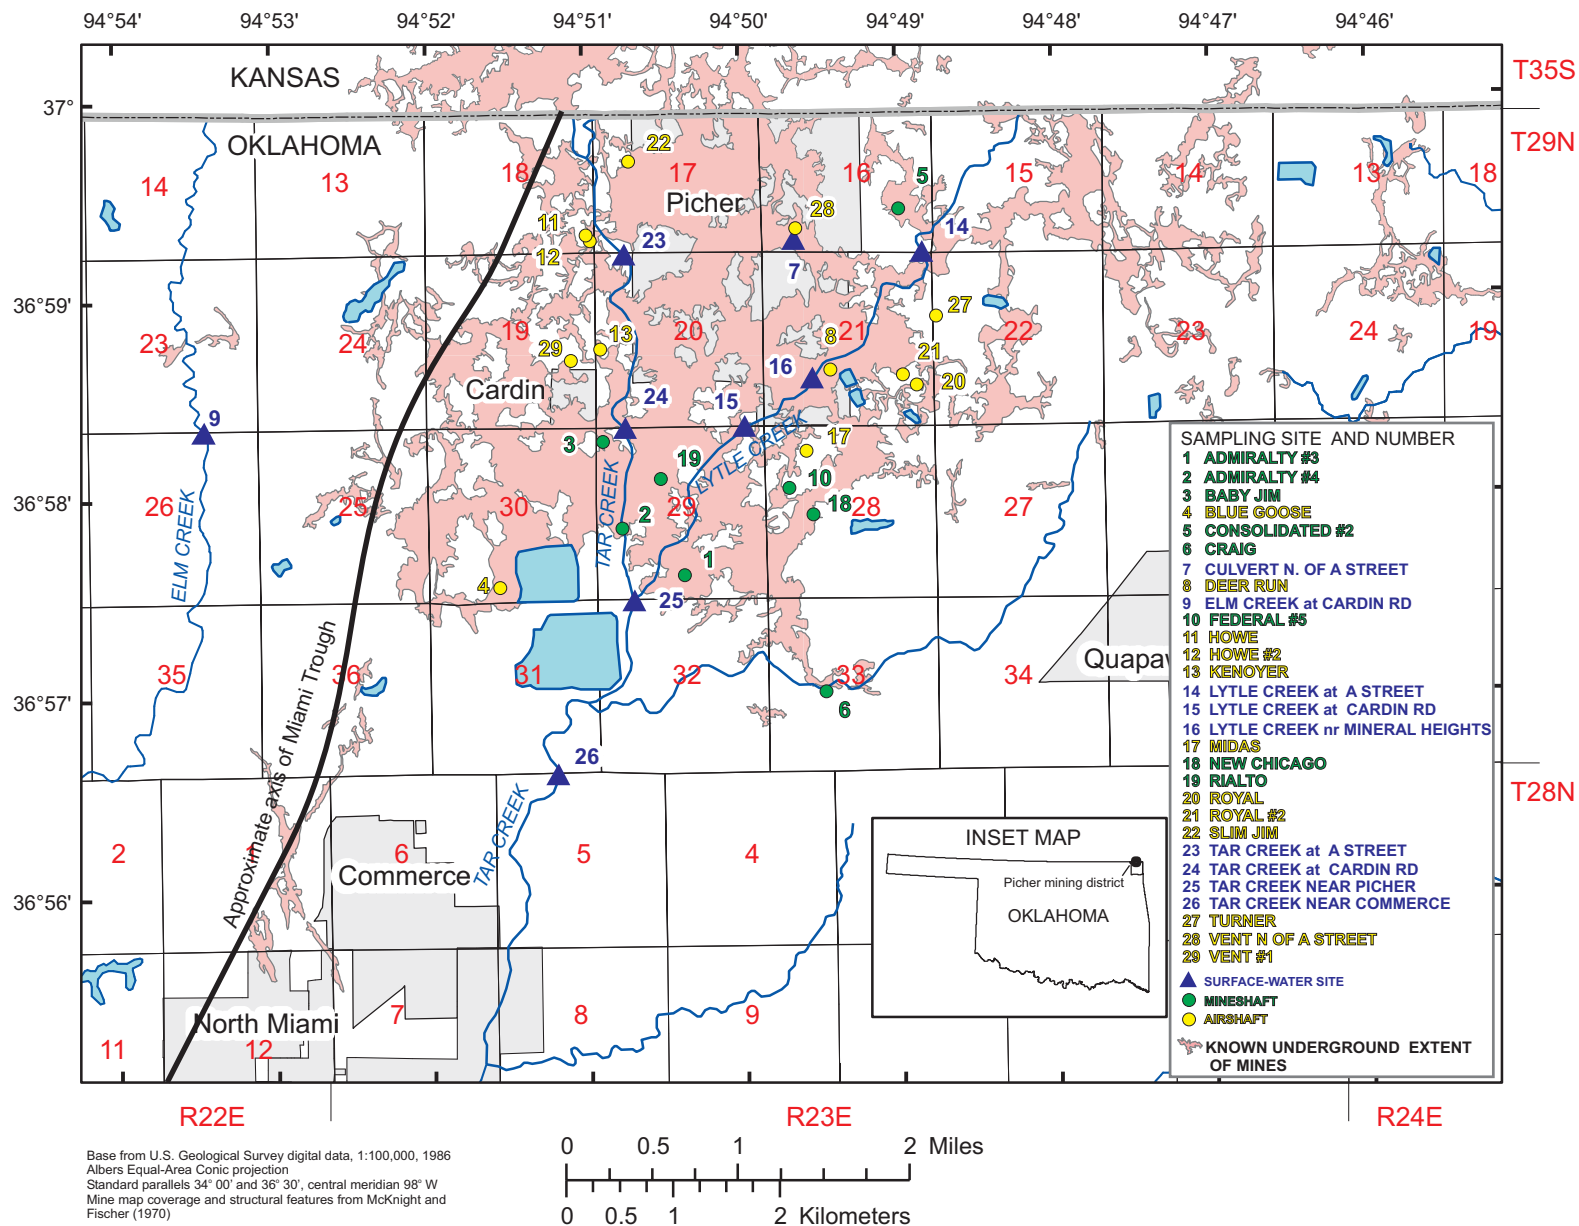 94°54' 94°53' 94°52' 94°51' 94°50' 94°49' 94°48' 94°47' 94°46'
KANSAS
T35S
37°
OKLAHOMA
T29N
22
14 13 18 17 16 5 15 14 13 18
Picher
11 28
23 14
12
7
36°59'
27
23 24 19 13 20 8 21 22 23 24 19
29 21
16
Cardin 24 15 20
9
3 17
LYTLE CREEK
19
10
26 25 30 2 29 18 28 27
36°58'
ELM CREEK
TAR CREEK
1
4
25
Quapaw
35 36 31 32 33 34
36°57'
6
Approximate axis of Miami Trough
26
T28N
TAR CREEK
2 1 6 5 4
Commerce
36°56'
7 8 9
North Miami
11 12
SAMPLING SITE AND NUMBER
1 ADMIRALTY #3
2 ADMIRALTY #4
3 BABY JIM
4 BLUE GOOSE
5 CONSOLIDATED #2
6 CRAIG
7 CULVERT N. OF A STREET
8 DEER RUN
9 ELM CREEK at CARDIN RD
10 FEDERAL #5
11 HOWE
12 HOWE #2
13 KENOYER
14 LYTLE CREEK at A STREET
15 LYTLE CREEK at CARDIN RD
16 LYTLE CREEK nr MINERAL HEIGHTS
17 MIDAS
18 NEW CHICAGO
19 RIALTO
20 ROYAL
21 ROYAL #2
22 SLIM JIM
23 TAR CREEK at A STREET
24 TAR CREEK at CARDIN RD
25 TAR CREEK NEAR PICHER
26 TAR CREEK NEAR COMMERCE
27 TURNER
28 VENT N OF A STREET
29 VENT #1
SURFACE-WATER SITE
MINESHAFT
AIRSHAFT
KNOWN UNDERGROUND EXTENT
OF MINES
INSET MAP
Picher mining district
OKLAHOMA
R22E R23E R24E
Base from U.S. Geological Survey digital data, 1:100,000, 1986
Albers Equal-Area Conic projection
Standard parallels 34° 00' and 36° 30', central meridian 98° W
Mine map coverage and structural features from McKnight and
Fischer (1970)
0 0.5 1 2 Miles
0 0.5 1 2 Kilometers